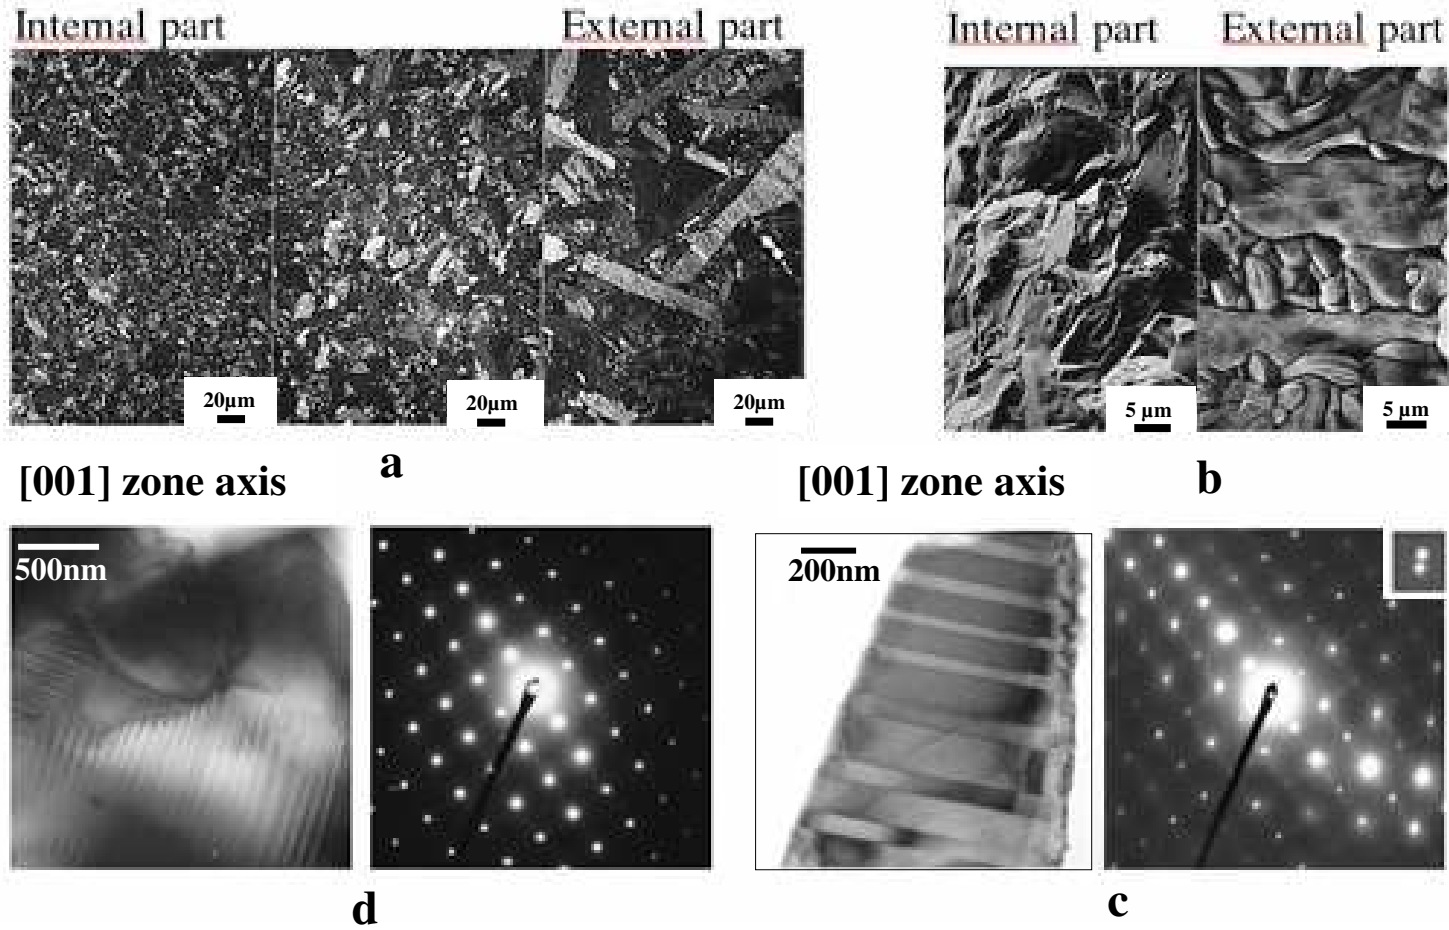 Internal part
External part
Internal part
External part
20µm
20µm
20µm
5 µm
5 µm
a
b
[001] zone axis
[001] zone axis
500nm
200nm
d
c